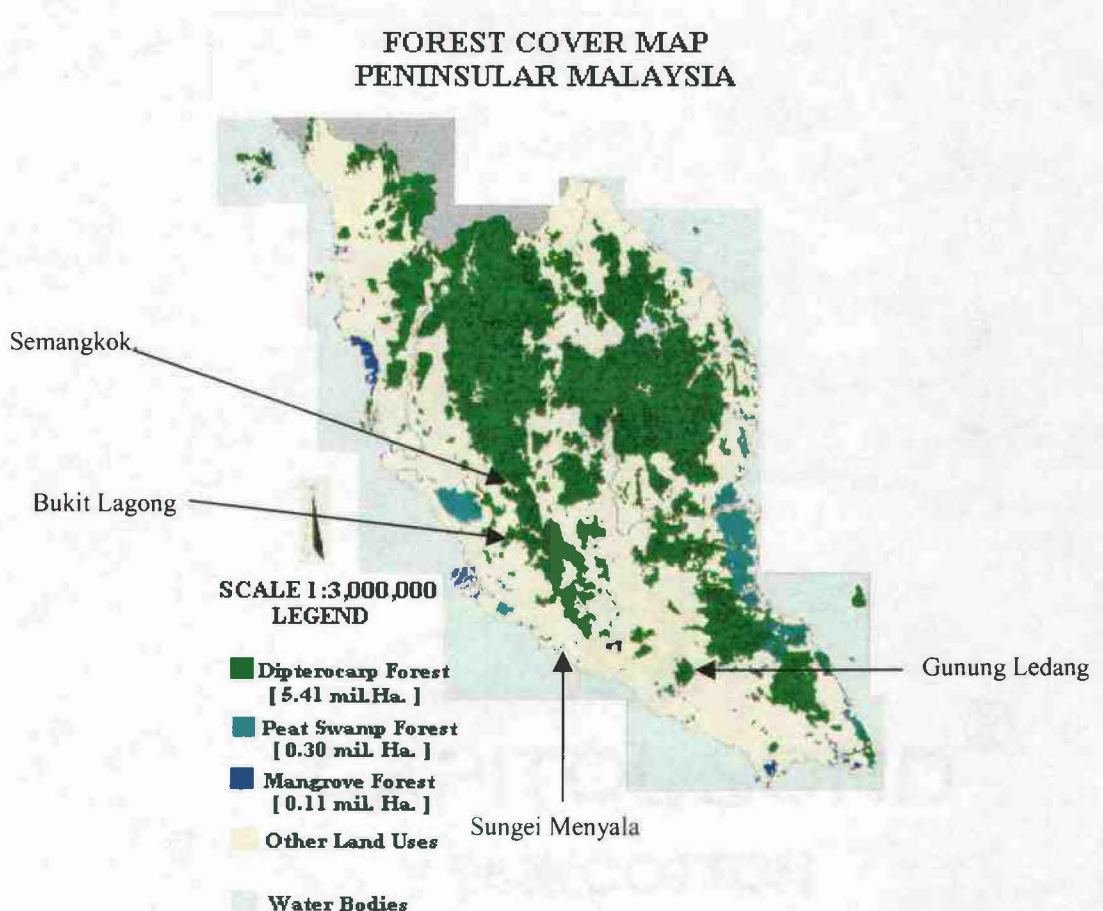 FOREST COVER MAP
PENINSULAR MALAYSIA
Semangkok
Bukit Lagong
SCALE 1:3,000,000
LEGEND
Dipterocarp Forest
[ 5.41 mil.Ha. ]
Peat Swamp Forest
[ 0.30 mil. Ha. ]
Mangrove Forest
[ 0.11 mil. Ha. ]
Other Land Uses
Water Bodies
Gunung Ledang
Sungei Menyala